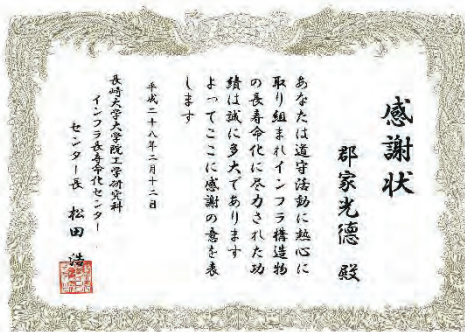 感謝状
郡家光徳 殿
あなたは道守活動に熱心に
取り組まれインフラ構造物
の長寿命化に尽力された功
績は誠に多大であります
よってここに感謝の意を表
します
平成二十八年二月十二日
長崎大学大学院工学研究科
インフラ長寿命化センター
センター長 松田 浩